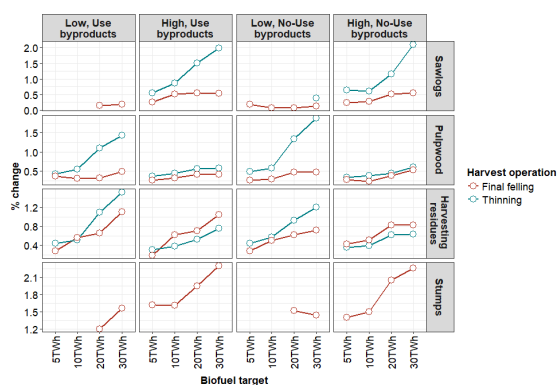 Low, Use byproducts
High, Use byproducts
Low, No-Use byproducts
High, No-Use byproducts
2.0
1.5
1.0
0.5
0.0
Sawlogs
1.5
1.0
0.5
Pulpwood
1.2
0.8
0.4
Harvesting residues
2.1
1.8
1.5
1.2
Stumps
% change
5TWh
10TWh
20TWh
30TWh
5TWh
10TWh
20TWh
30TWh
5TWh
10TWh
20TWh
30TWh
5TWh
10TWh
20TWh
30TWh
Biofuel target
Harvest operation
Final felling
Thinning